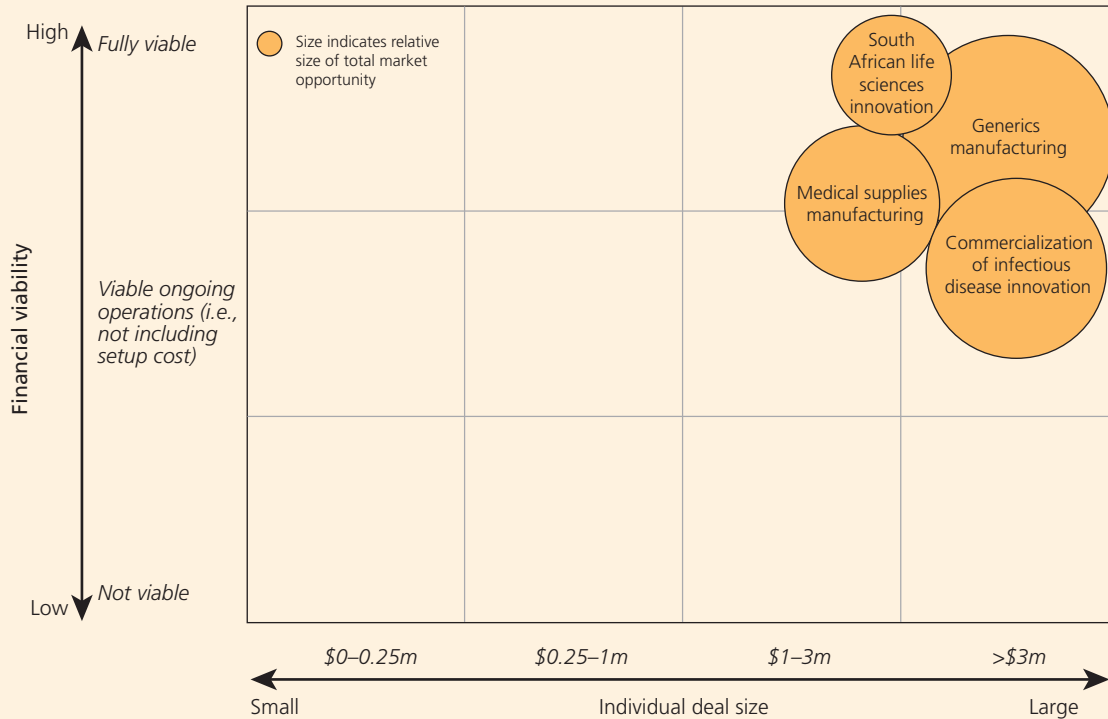 High
Fully viable
Size indicates relative
size of total market
opportunity
South
African life
sciences
innovation
Generics
manufacturing
Medical supplies
manufacturing
Commercialization
of infectious
disease innovation
Financial viability
Viable ongoing
operations (i.e.,
not including
setup cost)
Not viable
Low
$0–0.25m
$0.25–1m
$1–3m
>$3m
Small
Individual deal size
Large